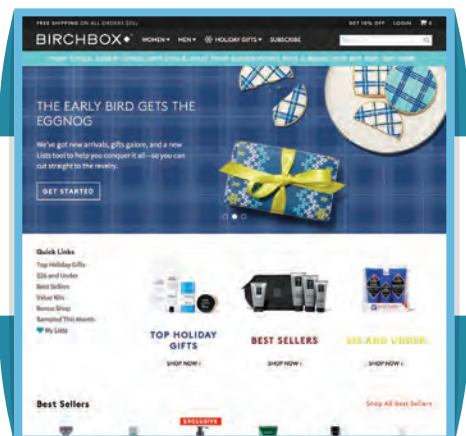 FREE SHIPPING ON ALL ORDERS $50+
GET 10% OFF LOGIN 0
BIRCHBOX
WOMEN MEN HOLIDAY GIFTS SUBSCRIBE
THE EARLY BIRD GETS THE
EGGNOG
We've got new arrivals, gifts galore, and a new
Lists tool to help you conquer it all—so you can
cut straight to the revelry.
GET STARTED
Quick Links
Top Holiday Gifts
$25 and Under
Best Sellers
Value Kits
Bonus Shop
Sampled This Month
My Lists
TOP HOLIDAY
GIFTS
SHOP NOW ›
BEST SELLERS
SHOP NOW ›
AND UNDER
SHOP NOW ›
Best Sellers
Shop All Best Sellers
EXCLUSIVE